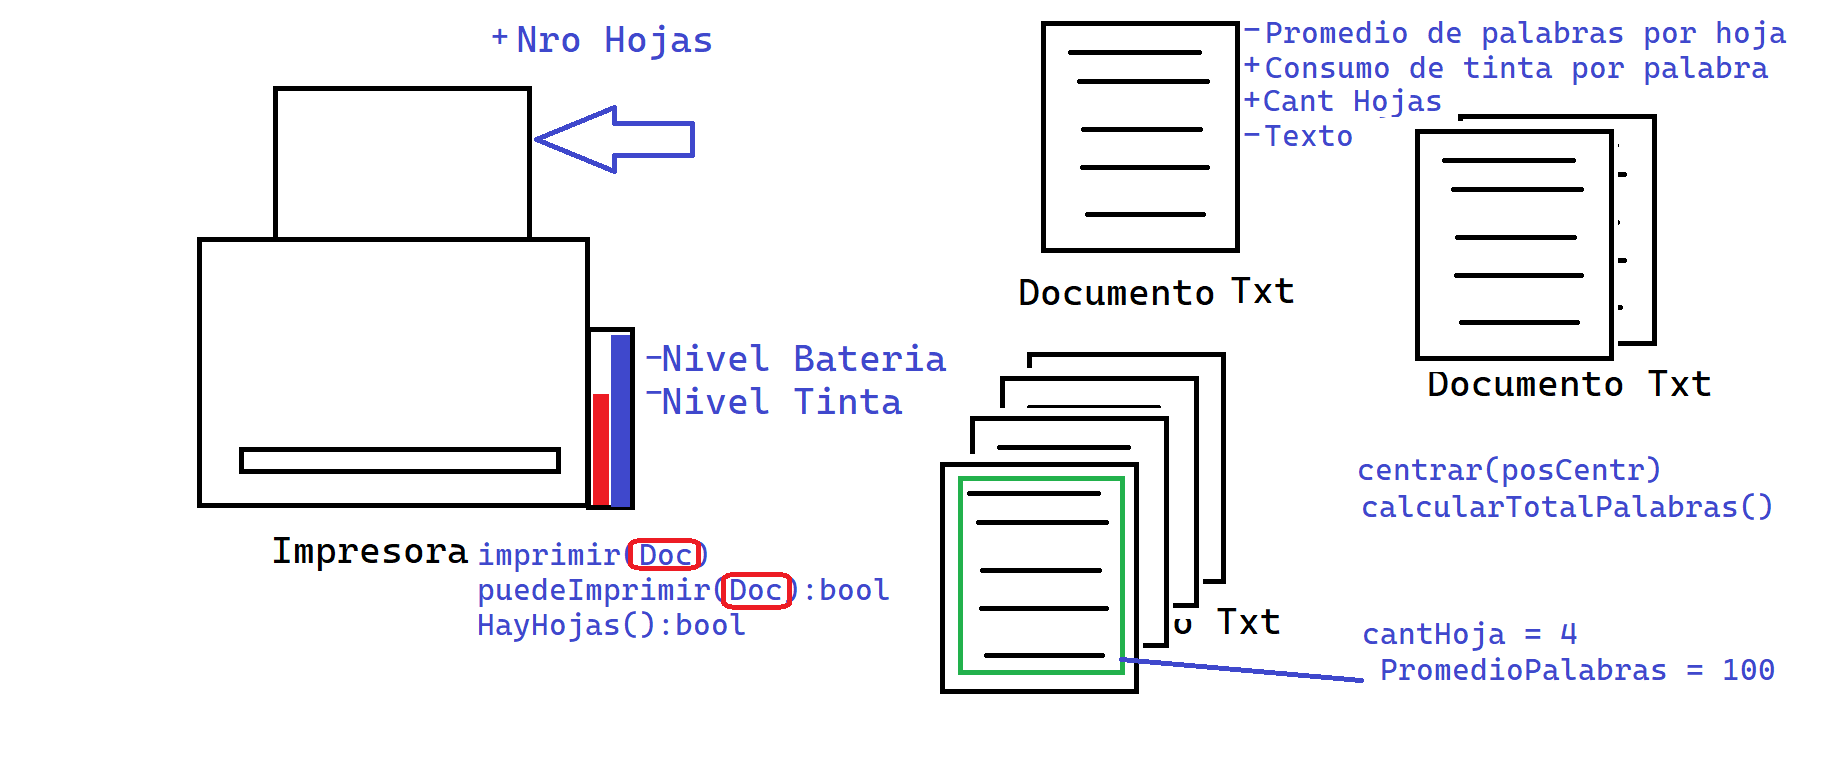 + Nro Hojas
-Nivel Bateria
-Nivel Tinta
Impresora
imprimir(Doc)
puedeImprimir(Doc):bool
HayHojas():bool
-Promedio de palabras por hoja
+Consumo de tinta por palabra
+Cant Hojas
-Texto
Documento Txt
Documento Txt
o Txt
centrar(posCentr)
calcularTotalPalabras()
cantHoja = 4
PromedioPalabras = 100